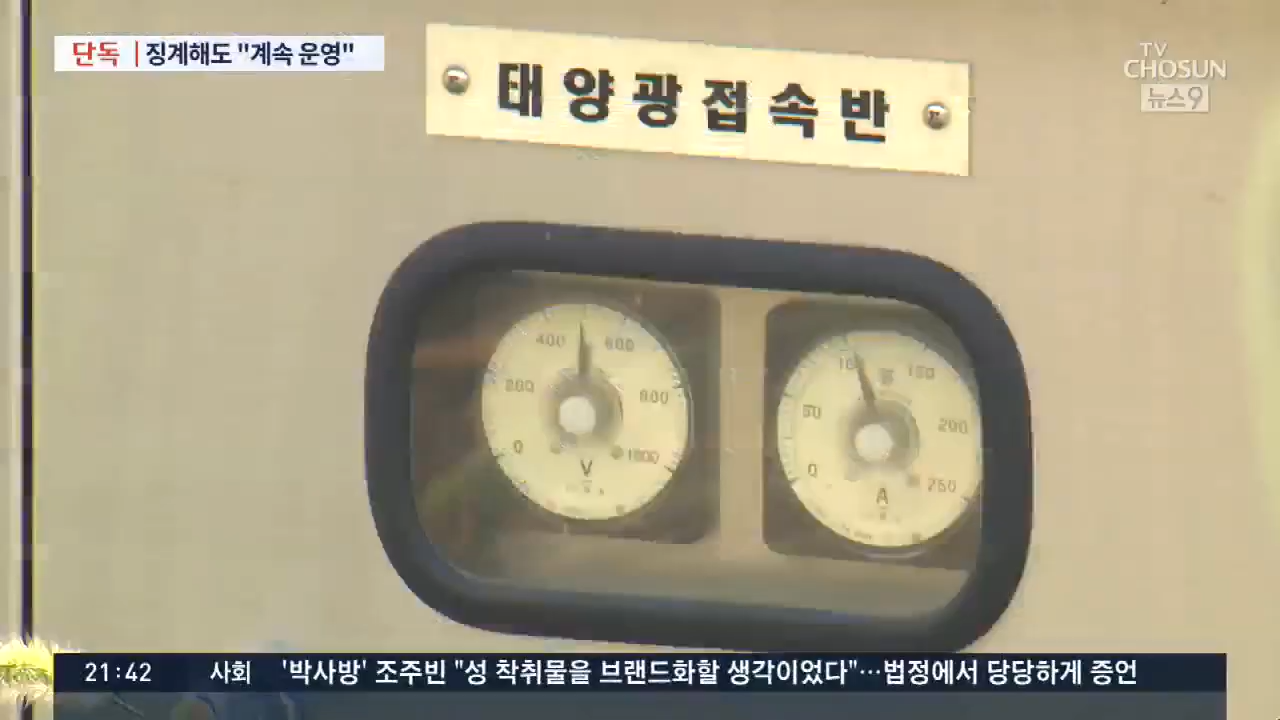 단독 징계해도 "계속 운영"
TV
CHOSUN
뉴스9
태양광접속반
400 600
200 800
0 1000
V
150
50 200
0 250
A
21:42 사회 '박사방' 조주빈 "성 착취물을 브랜드화할 생각이었다"…법정에서 당당하게 증언